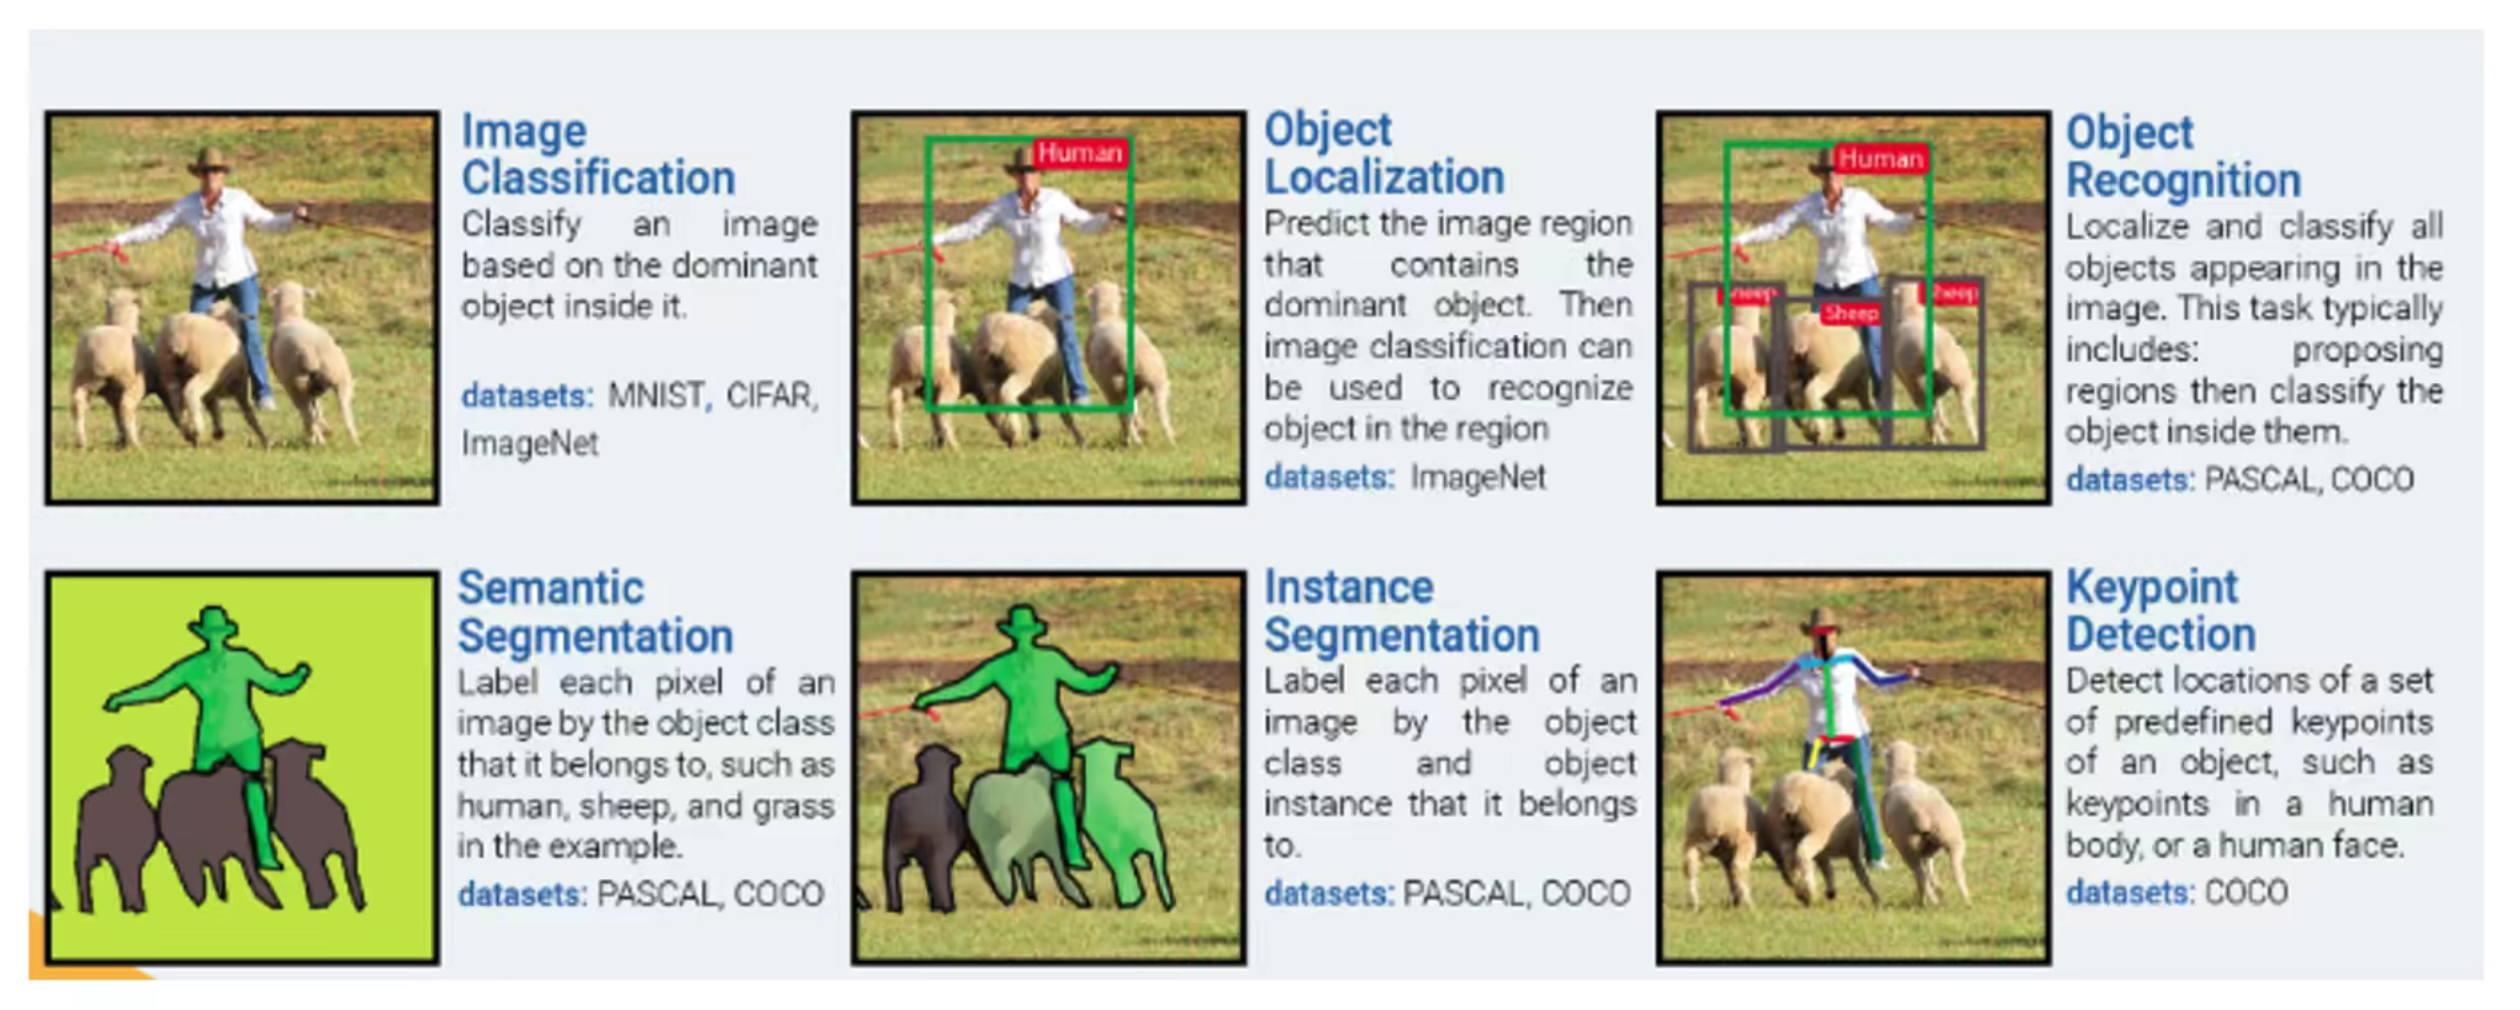 Image
Classification
Classify an image
based on the dominant
object inside it.
datasets: MNIST, CIFAR,
ImageNet
Human
Object
Localization
Predict the image region
that contains the
dominant object. Then
image classification can
be used to recognize
object in the region
datasets: ImageNet
Human
Sheep
Sheep
Sheep
Object
Recognition
Localize and classify all
objects appearing in the
image. This task typically
includes: proposing
regions then classify the
object inside them.
datasets: PASCAL, COCO
Semantic
Segmentation
Label each pixel of an
image by the object class
that it belongs to, such as
human, sheep, and grass
in the example.
datasets: PASCAL, COCO
Instance
Segmentation
Label each pixel of an
image by the object
class and object
instance that it belongs
to.
datasets: PASCAL, COCO
Keypoint
Detection
Detect locations of a set
of predefined keypoints
of an object, such as
keypoints in a human
body, or a human face.
datasets: COCO